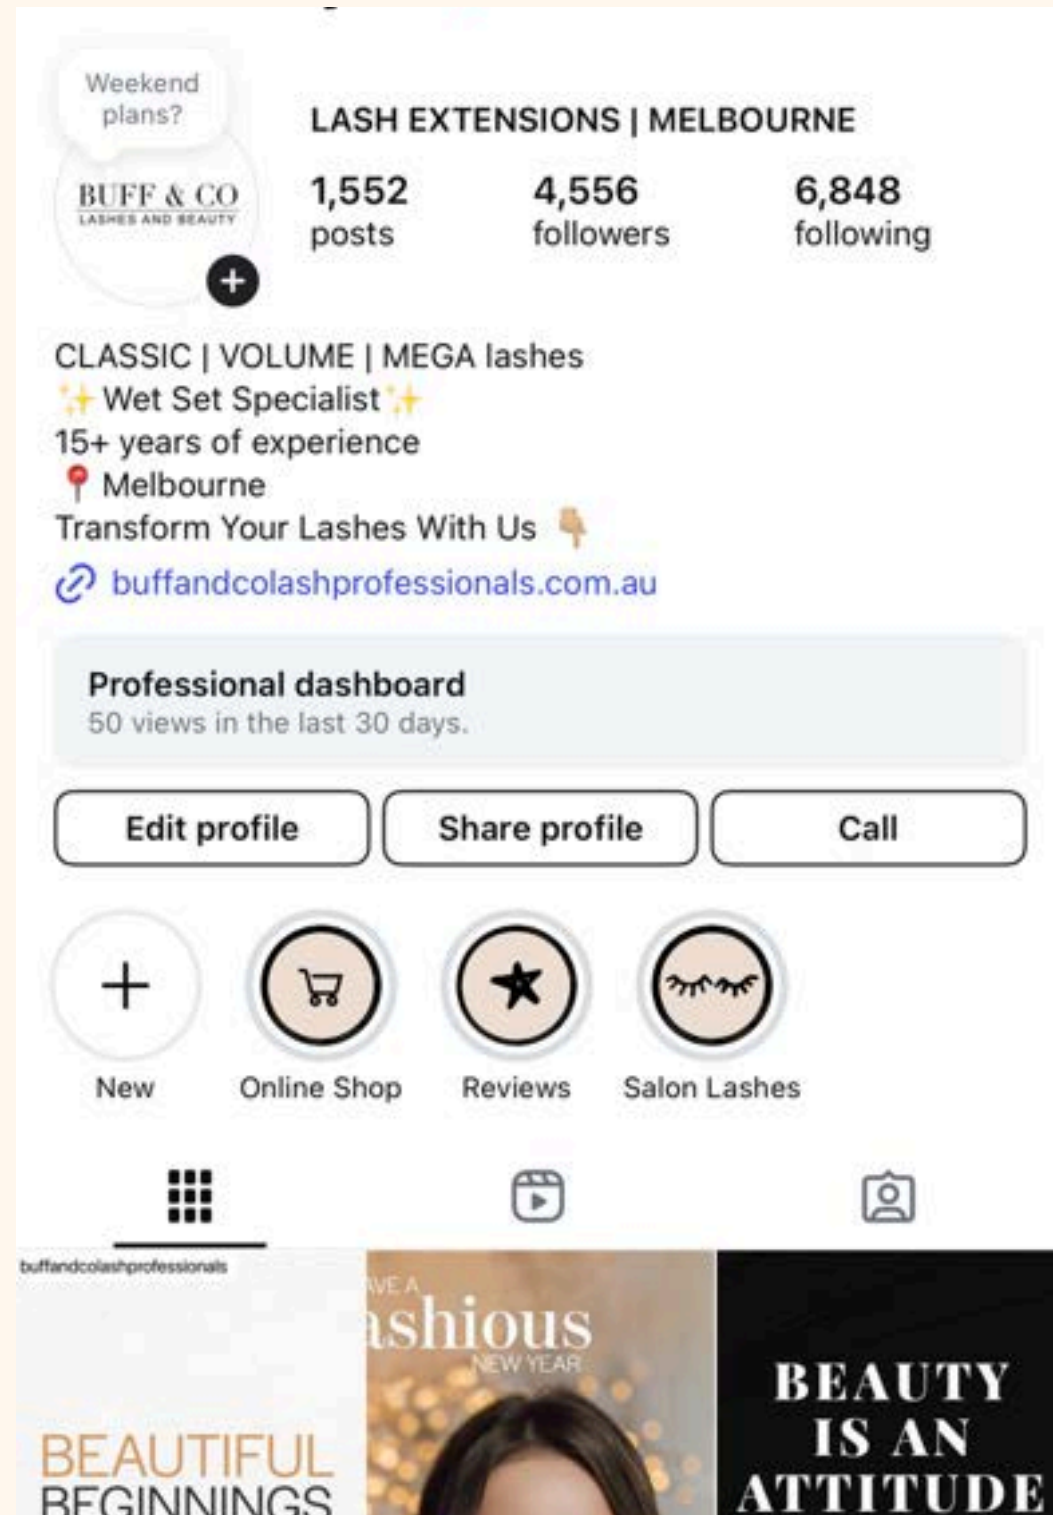 Weekend
plans?
BUFF & CO
LASHES AND BEAUTY
LASH EXTENSIONS | MELBOURNE
1,552 4,556 6,848
posts followers following
CLASSIC | VOLUME | MEGA lashes
✨ Wet Set Specialist ✨
15+ years of experience
📍 Melbourne
Transform Your Lashes With Us 👇🏼
buffandcolashprofessionals.com.au
Professional dashboard
50 views in the last 30 days.
Edit profile Share profile Call
New Online Shop Reviews Salon Lashes
buffandcolashprofessionals
BEAUTIFUL
BEGINNINGS
AVE A
ashious
NEW YEAR
BEAUTY
IS AN
ATTITUDE